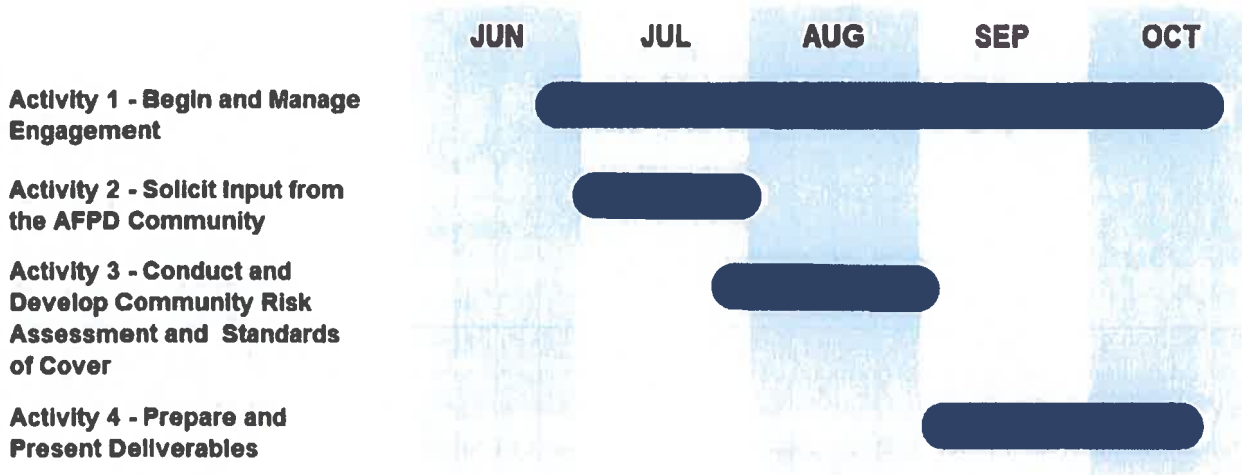 JUN JUL AUG SEP OCT
Activity 1 - Begin and Manage
Engagement
Activity 2 - Solicit Input from
the AFPD Community
Activity 3 - Conduct and
Develop Community Risk
Assessment and Standards
of Cover
Activity 4 - Prepare and
Present Deliverables